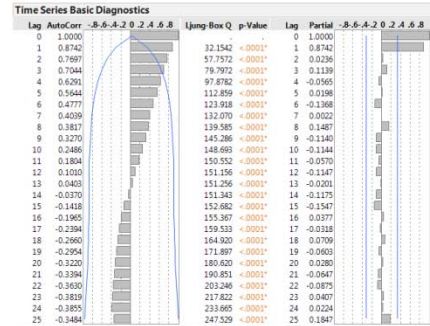 Time Series Basic Diagnostics
Lag AutoCorr -.8-.6-.4-.2 0 .2 .4 .6 .8 Ljung-Box Q p-Value Lag Partial -.8-.6-.4-.2 0 .2 .4 .6 .8
0 1.0000 . . 0 1.0000
1 0.8742 32.1542 <.0001* 1 0.8742
2 0.7697 57.7572 <.0001* 2 0.0236
3 0.7044 79.7972 <.0001* 3 0.1139
4 0.6291 97.8782 <.0001* 4 -0.0565
5 0.5644 112.859 <.0001* 5 0.0198
6 0.4777 123.918 <.0001* 6 -0.1368
7 0.4039 132.070 <.0001* 7 0.0022
8 0.3817 139.585 <.0001* 8 0.1487
9 0.3270 145.286 <.0001* 9 -0.1140
10 0.2486 148.693 <.0001* 10 -0.1144
11 0.1804 150.552 <.0001* 11 -0.0570
12 0.1010 151.156 <.0001* 12 -0.1147
13 0.0403 151.256 <.0001* 13 -0.0201
14 -0.0370 151.343 <.0001* 14 -0.1175
15 -0.1418 152.682 <.0001* 15 -0.1547
16 -0.1965 155.367 <.0001* 16 0.0377
17 -0.2394 159.533 <.0001* 17 -0.0318
18 -0.2660 164.920 <.0001* 18 0.0709
19 -0.2954 171.897 <.0001* 19 -0.0603
20 -0.3220 180.620 <.0001* 20 0.0280
21 -0.3394 190.851 <.0001* 21 -0.0647
22 -0.3630 203.246 <.0001* 22 -0.0875
23 -0.3819 217.822 <.0001* 23 0.0407
24 -0.3855 233.665 <.0001* 24 0.0224
25 -0.3484 247.529 <.0001* 25 0.1847